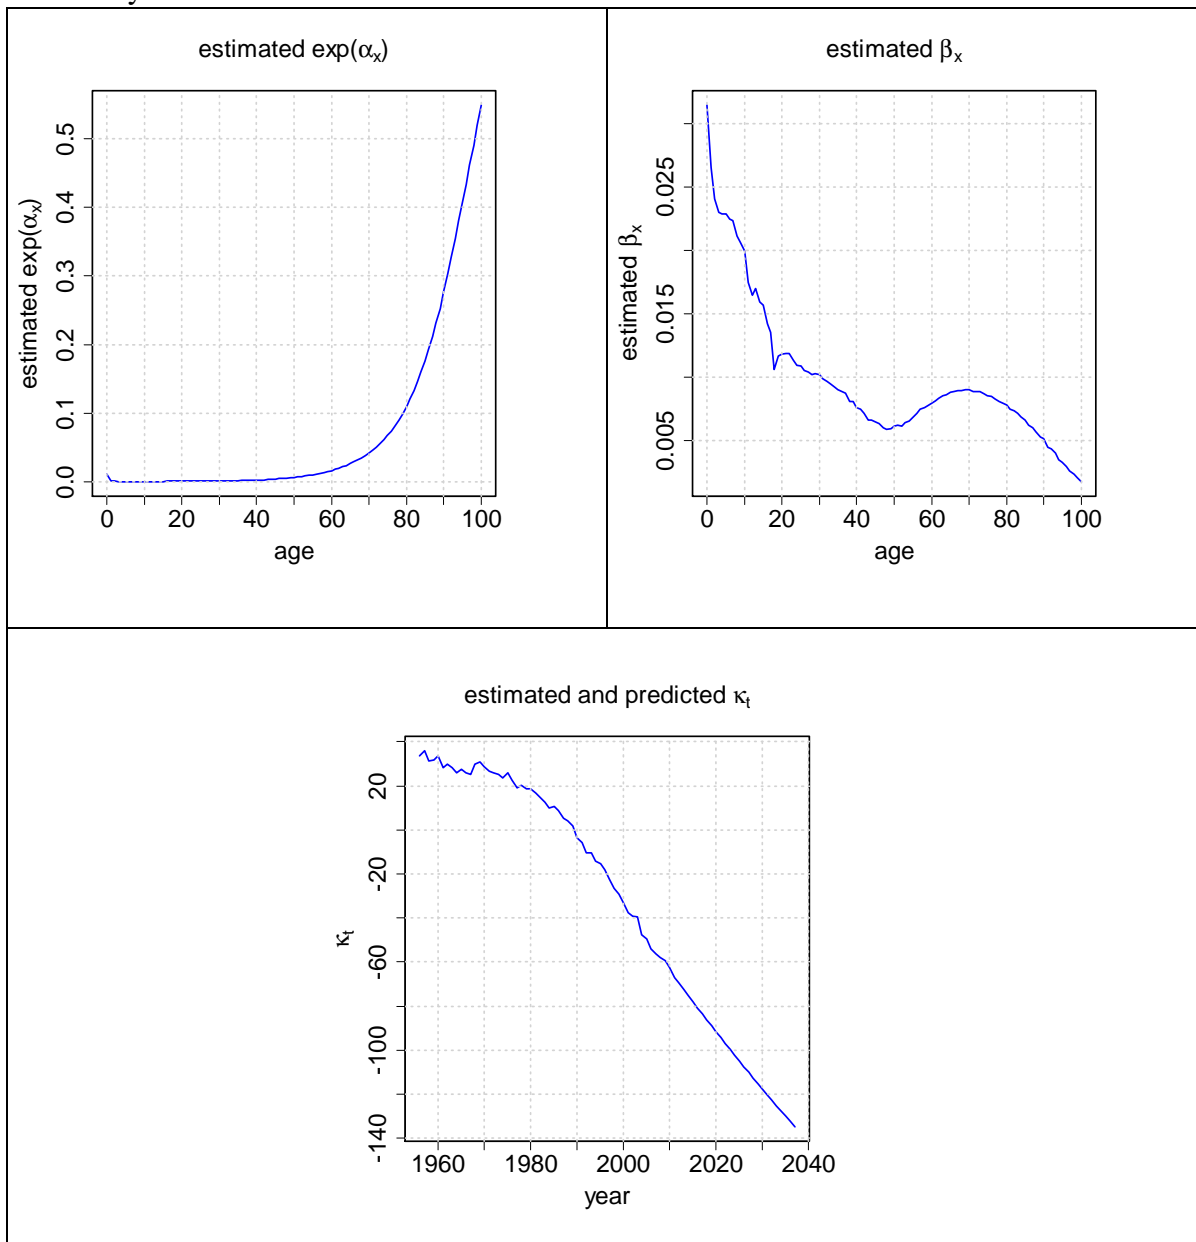 estimated exp(αx)
estimated exp(αx)
0.0 0.1 0.2 0.3 0.4 0.5
0 20 40 60 80 100
age
estimated βx
estimated βx
0.005 0.015 0.025
0 20 40 60 80 100
age
estimated and predicted κt
κt
-140 -100 -60 -20 20
1960 1980 2000 2020 2040
year